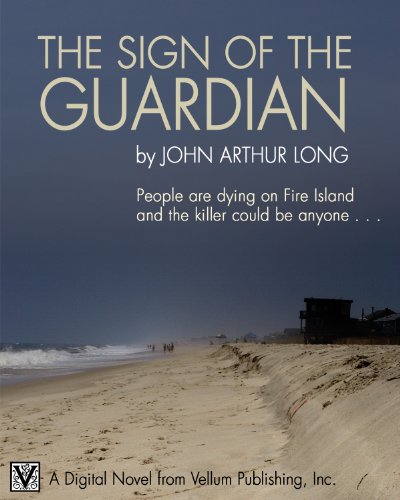 THE SIGN OF THE
GUARDIAN
by JOHN ARTHUR LONG
People are dying on Fire Island
and the killer could be anyone . . .
V
A Digital Novel from Vellum Publishing, Inc.